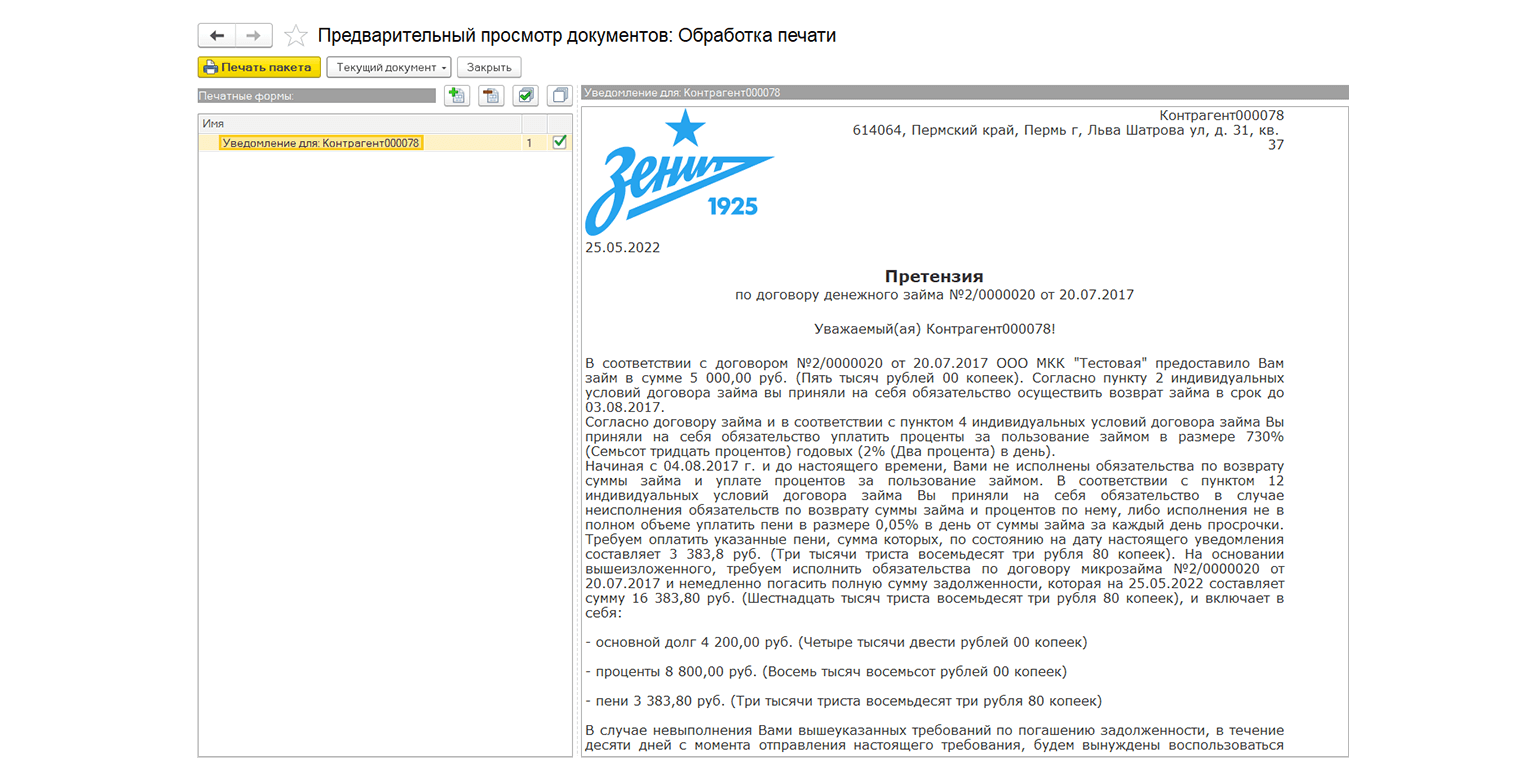 Предварительный просмотр документов: Обработка печати
Печать пакета
Текущий документ
Закрыть
Печатные формы:
Имя
Уведомление для: Контрагент000078
1
Уведомление для: Контрагент000078
Зенит
1925
Контрагент000078
614064, Пермский край, Пермь г, Льва Шатрова ул, д. 31, кв.
37
25.05.2022
Претензия
по договору денежного займа №2/0000020 от 20.07.2017
Уважаемый(ая) Контрагент000078!
В соответствии с договором №2/0000020 от 20.07.2017 ООО МКК "Тестовая" предоставило Вам
займ в сумме 5 000,00 руб. (Пять тысяч рублей 00 копеек). Согласно пункту 2 индивидуальных
условий договора займа вы приняли на себя обязательство осуществить возврат займа в срок до
03.08.2017.
Согласно договору займа и в соответствии с пунктом 4 индивидуальных условий договора займа Вы
приняли на себя обязательство уплатить проценты за пользование займом в размере 730%
(Семьсот тридцать процентов) годовых (2% (Два процента) в день).
Начиная с 04.08.2017 г. и до настоящего времени, Вами не исполнены обязательства по возврату
суммы займа и уплате процентов за пользование займом. В соответствии с пунктом 12
индивидуальных условий договора займа Вы приняли на себя обязательство в случае
неисполнения обязательств по возврату суммы займа и процентов по нему, либо исполнения не в
полном объеме уплатить пени в размере 0,05% в день от суммы займа за каждый день просрочки.
Требуем оплатить указанные пени, сумма которых, по состоянию на дату настоящего уведомления
составляет 3 383,8 руб. (Три тысячи триста восемьдесят три рубля 80 копеек). На основании
вышеизложенного, требуем исполнить обязательства по договору микрозайма №2/0000020 от
20.07.2017 и немедленно погасить полную сумму задолженности, которая на 25.05.2022 составляет
сумму 16 383,80 руб. (Шестнадцать тысяч триста восемьдесят три рубля 80 копеек), и включает в
себя:
- основной долг 4 200,00 руб. (Четыре тысячи двести рублей 00 копеек)
- проценты 8 800,00 руб. (Восемь тысяч восемьсот рублей 00 копеек)
- пени 3 383,80 руб. (Три тысячи триста восемьдесят три рубля 80 копеек)
В случае невыполнения Вами вышеуказанных требований по погашению задолженности, в течение
десяти дней с момента отправления настоящего требования, будем вынуждены воспользоваться